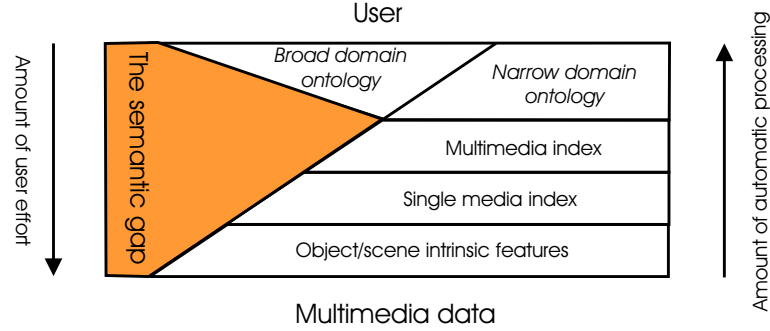 User
Amount of user effort
The semantic gap
Broad domain
ontology
Narrow domain
ontology
Multimedia index
Single media index
Object/scene intrinsic features
Amount of automatic processing
Multimedia data